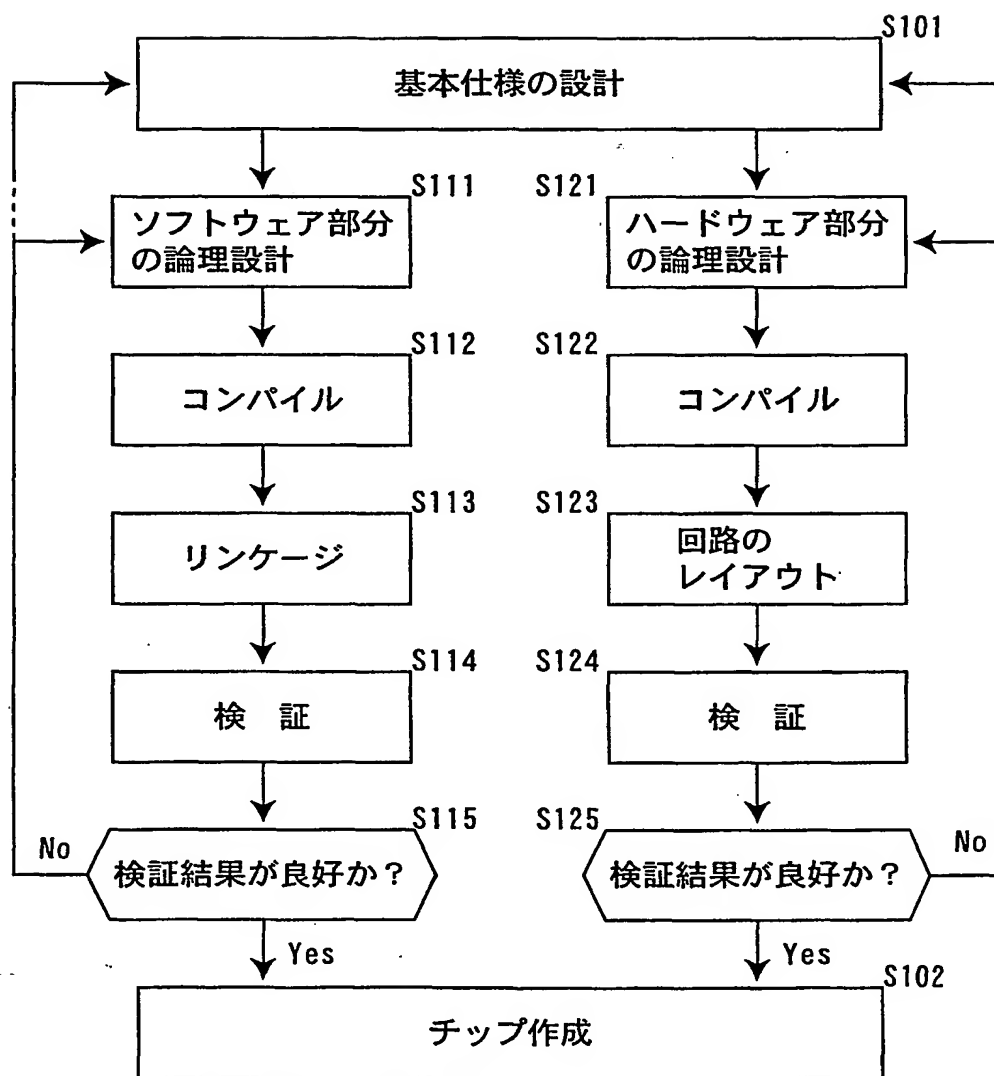 S101
基本仕様の設計
S111
ソフトウェア部分
の論理設計
S112
コンパイル
S113
リンケージ
S114
検 証
S115
検証結果が良好か?
No
Yes
S121
ハードウェア部分
の論理設計
S122
コンパイル
S123
回路の
レイアウト
S124
検 証
S125
検証結果が良好か?
No
Yes
S102
チップ作成